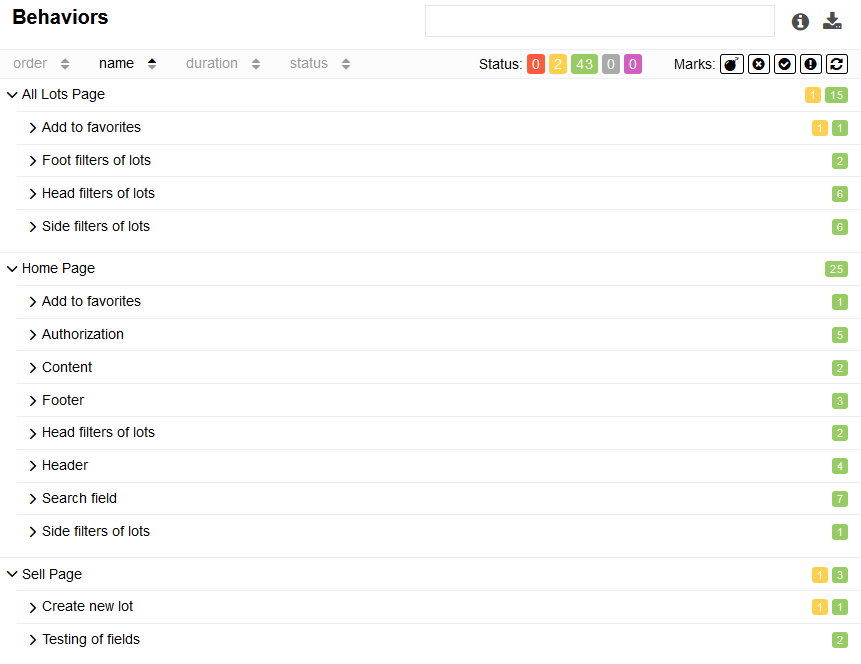 Behaviors
order name duration status Status: 0 2 43 0 0 Marks:
All Lots Page 1 15
Add to favorites 1 1
Foot filters of lots 2
Head filters of lots 6
Side filters of lots 6
Home Page 25
Add to favorites 1
Authorization 5
Content 2
Footer 3
Head filters of lots 2
Header 4
Search field 7
Side filters of lots 1
Sell Page 1 3
Create new lot 1 1
Testing of fields 2